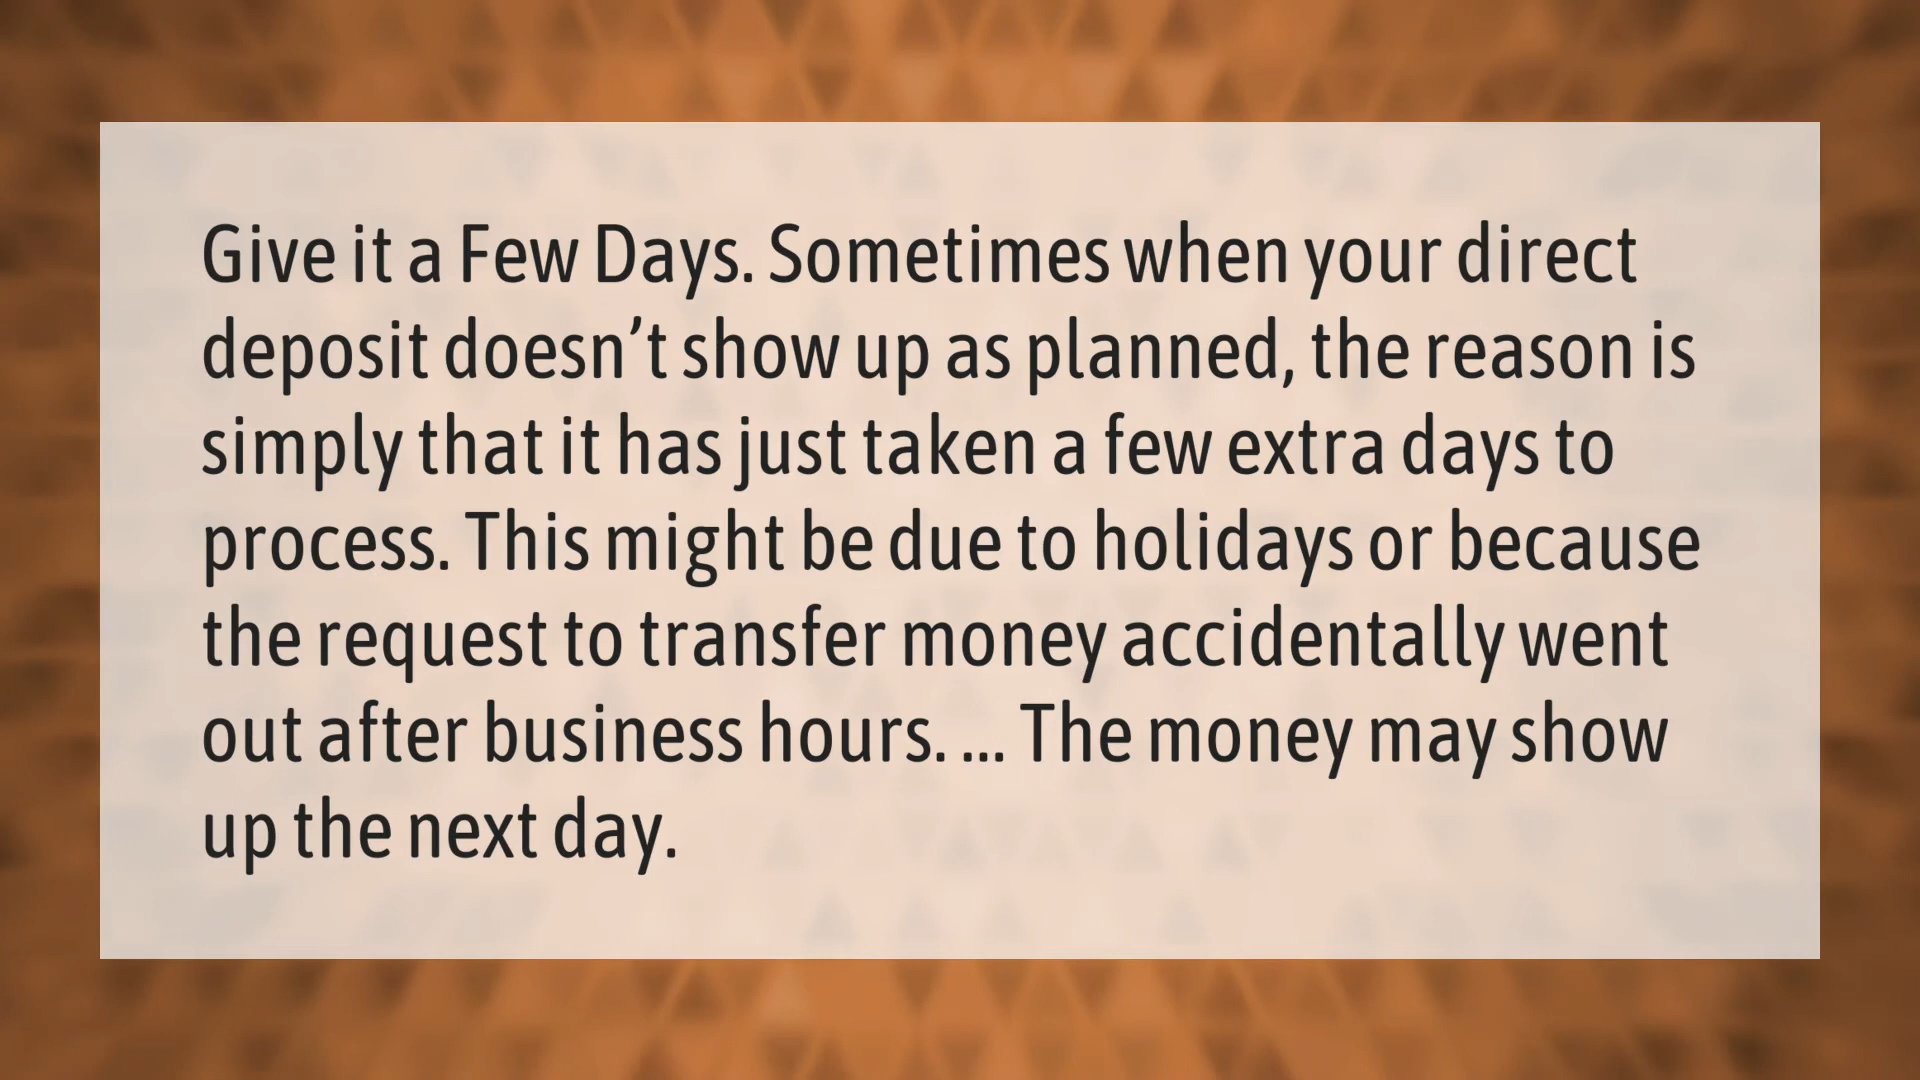 Give it a Few Days. Sometimes when your direct
deposit doesn’t show up as planned, the reason is
simply that it has just taken a few extra days to
process. This might be due to holidays or because
the request to transfer money accidentally went
out after business hours. ... The money may show
up the next day.